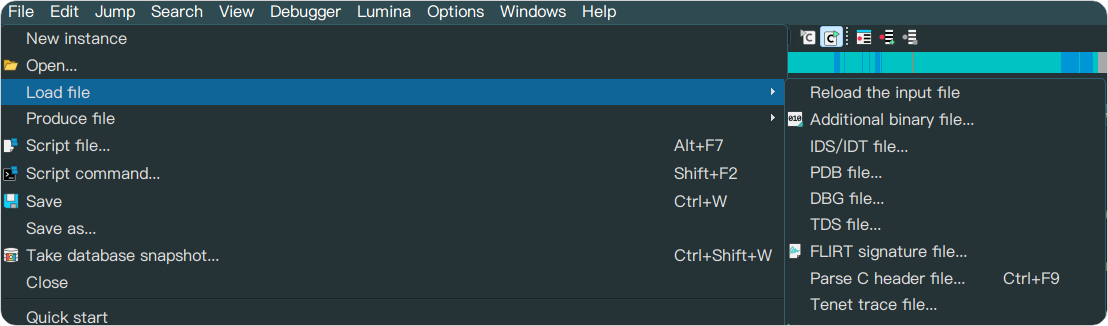 File Edit Jump Search View Debugger Lumina Options Windows Help
New instance
Open...
Load file
Produce file
Script file... Alt+F7
Script command... Shift+F2
Save Ctrl+W
Save as...
Take database snapshot... Ctrl+Shift+W
Close
Quick start
Reload the input file
Additional binary file...
IDS/IDT file...
PDB file...
DBG file...
TDS file...
FLIRT signature file...
Parse C header file... Ctrl+F9
Tenet trace file...